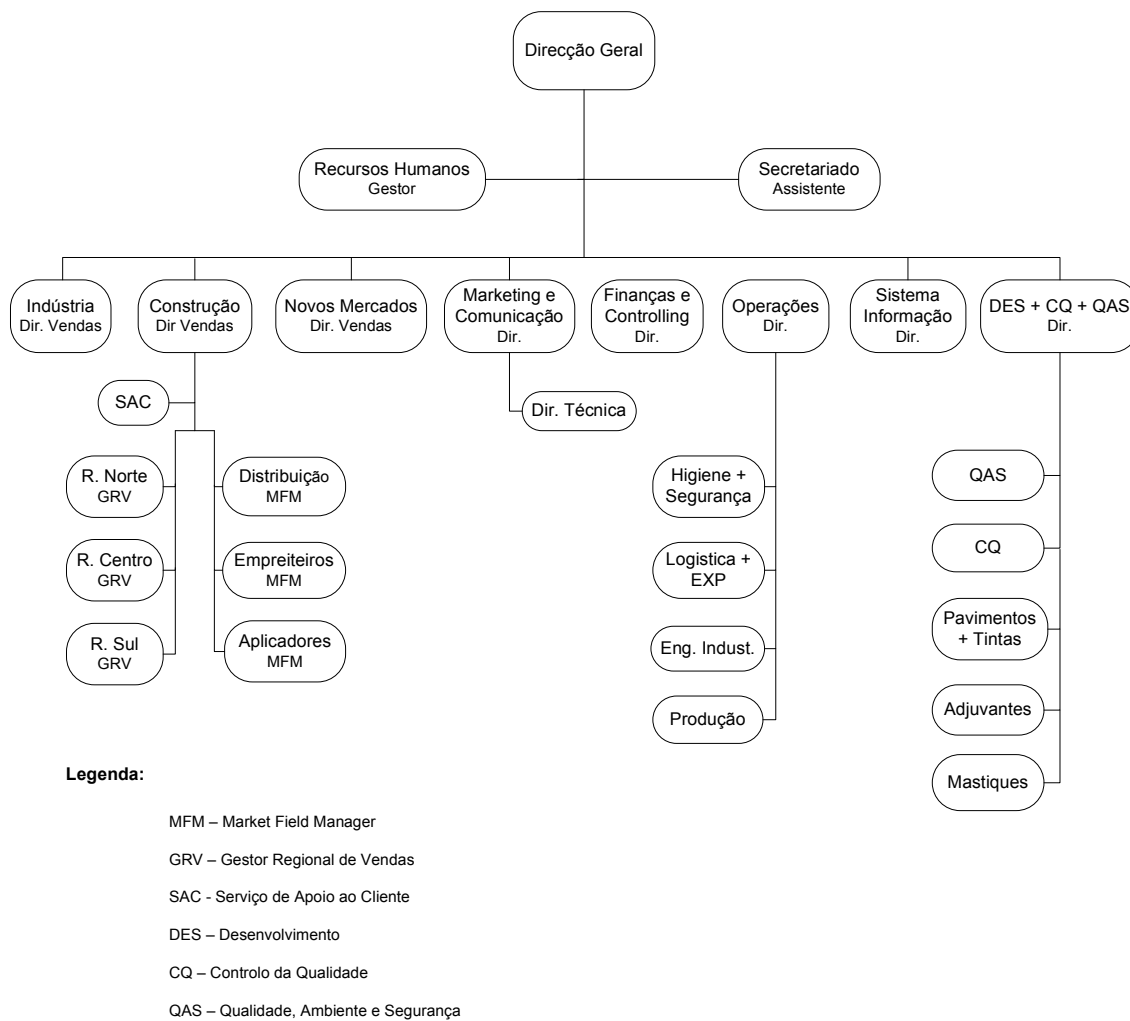 Direcção Geral
Recursos Humanos
Gestor
Secretariado
Assistente
Indústria
Dir. Vendas
Construção
Dir Vendas
Novos Mercados
Dir. Vendas
Marketing e
Comunicação
Dir.
Finanças e
Controlling
Dir.
Operações
Dir.
Sistema
Informação
Dir.
DES + CQ + QAS
Dir.
SAC
R. Norte
GRV
R. Centro
GRV
R. Sul
GRV
Distribuição
MFM
Empreiteiros
MFM
Aplicadores
MFM
Dir. Técnica
Higiene +
Segurança
Logistica +
EXP
Eng. Indust.
Produção
QAS
CQ
Pavimentos
+ Tintas
Adjuvantes
Mastiques
Legenda:
MFM – Market Field Manager
GRV – Gestor Regional de Vendas
SAC - Serviço de Apoio ao Cliente
DES – Desenvolvimento
CQ – Controlo da Qualidade
QAS – Qualidade, Ambiente e Segurança